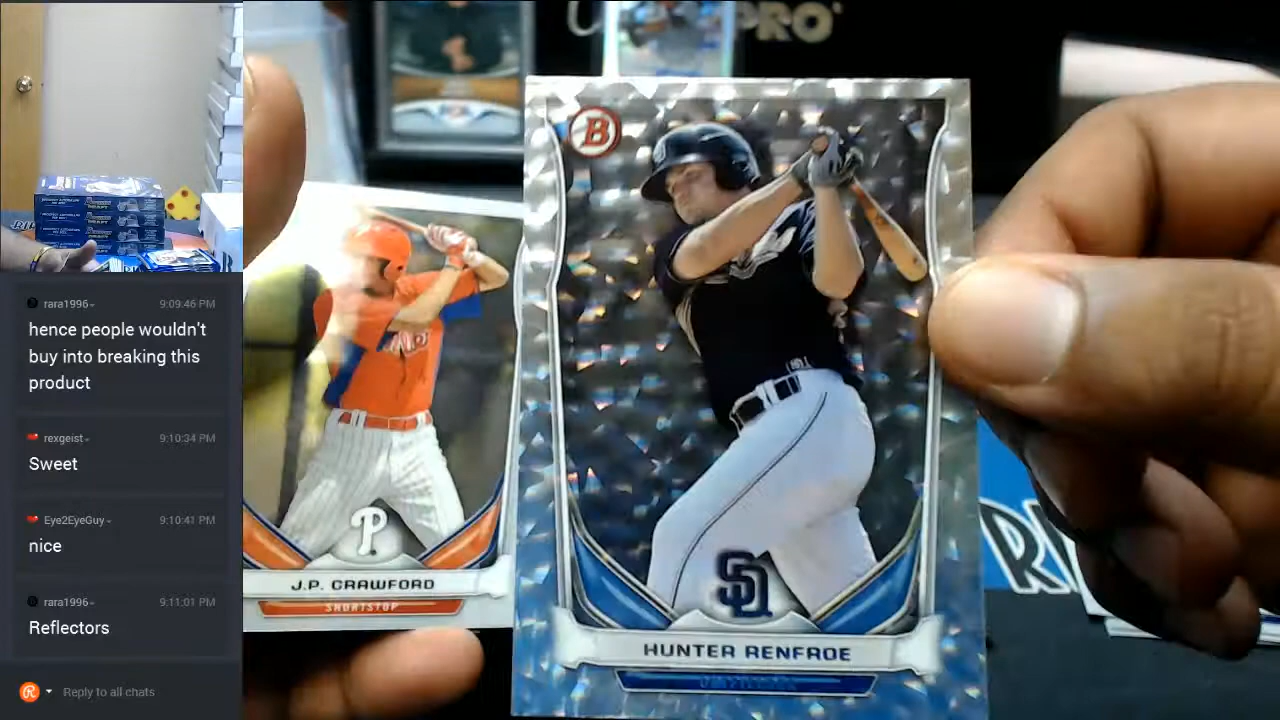 rara1996
9:09:46 PM
hence people wouldn't
buy into breaking this
product
rexgeist
9:10:34 PM
Sweet
Eye2EyeGuy
9:10:41 PM
nice
rara1996
9:11:01 PM
Reflectors
Reply to all chats
PRO
B
P
J.P. CRAWFORD
SHORTSTOP
SD
HUNTER RENFROE
OUTFIELDER